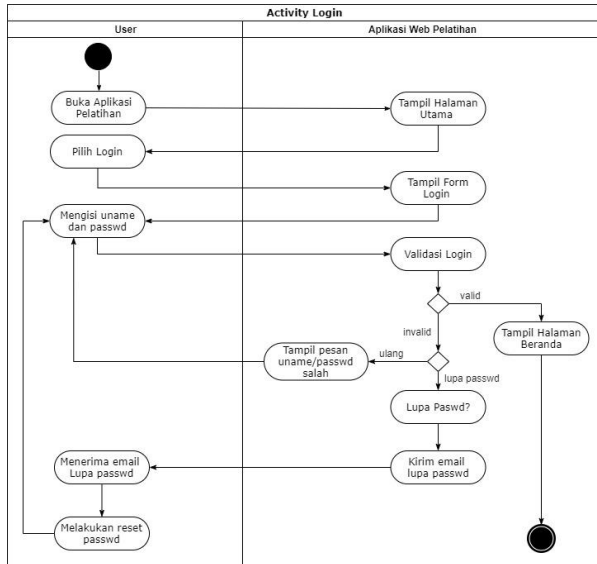 Activity Login
User
Aplikasi Web Pelatihan
Buka Aplikasi
Pelatihan
Tampil Halaman
Utama
Pilih Login
Tampil Form
Login
Mengisi uname
dan passwd
Validasi Login
valid
invalid
Tampil Halaman
Beranda
ulang
Tampil pesan
uname/passwd
salah
lupa passwd
Lupa Paswd?
Menerima email
Lupa passwd
Kirim email
lupa passwd
Melakukan reset
passwd